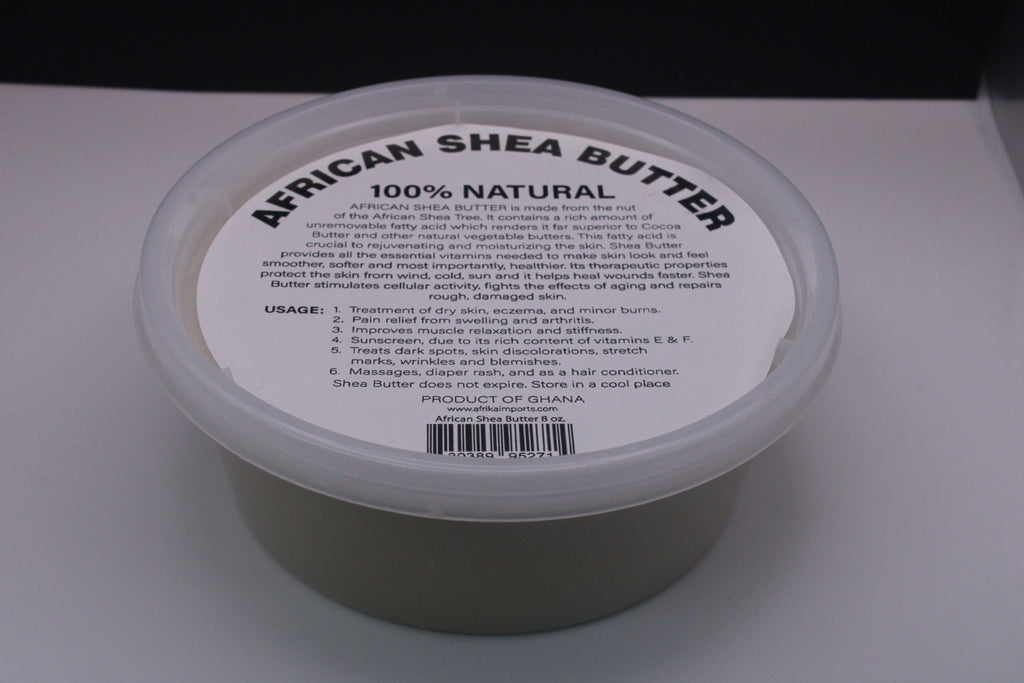 AFRICAN SHEA BUTTER
100% NATURAL
AFRICAN SHEA BUTTER is made from the nut
of the African Shea Tree. It contains a rich amount of
unremovable fatty acid which renders it far superior to Cocoa
Butter and other natural vegetable butters. This fatty acid is
crucial to rejuvenating and moisturizing the skin. Shea Butter
provides all the essential vitamins needed to make skin look and feel
smoother, softer and most importantly, healthier. Its therapeutic properties
protect the skin from wind, cold, sun and it helps heal wounds faster. Shea
Butter stimulates cellular activity, fights the effects of aging and repairs
rough, damaged skin.
USAGE: 1. Treatment of dry skin, eczema, and minor burns.
2. Pain relief from swelling and arthritis.
3. Improves muscle relaxation and stiffness.
4. Sunscreen, due to its rich content of vitamins E & F.
5. Treats dark spots, skin discolorations, stretch
marks, wrinkles and blemishes.
6. Massages, diaper rash, and as a hair conditioner.
Shea Butter does not expire. Store in a cool place
PRODUCT OF GHANA
www.afrikaimports.com
African Shea Butter 8 oz.
20389 95271